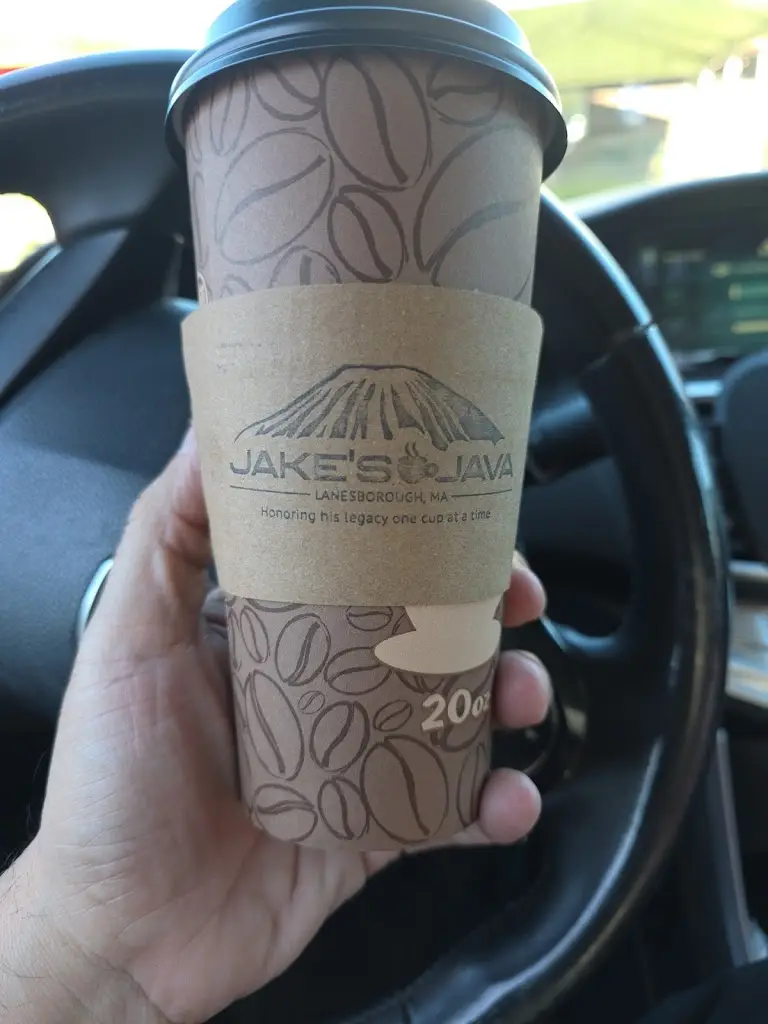 JAKE'S JAVA
LANESBOROUGH, MA
Honoring his legacy one cup at a time
20oz